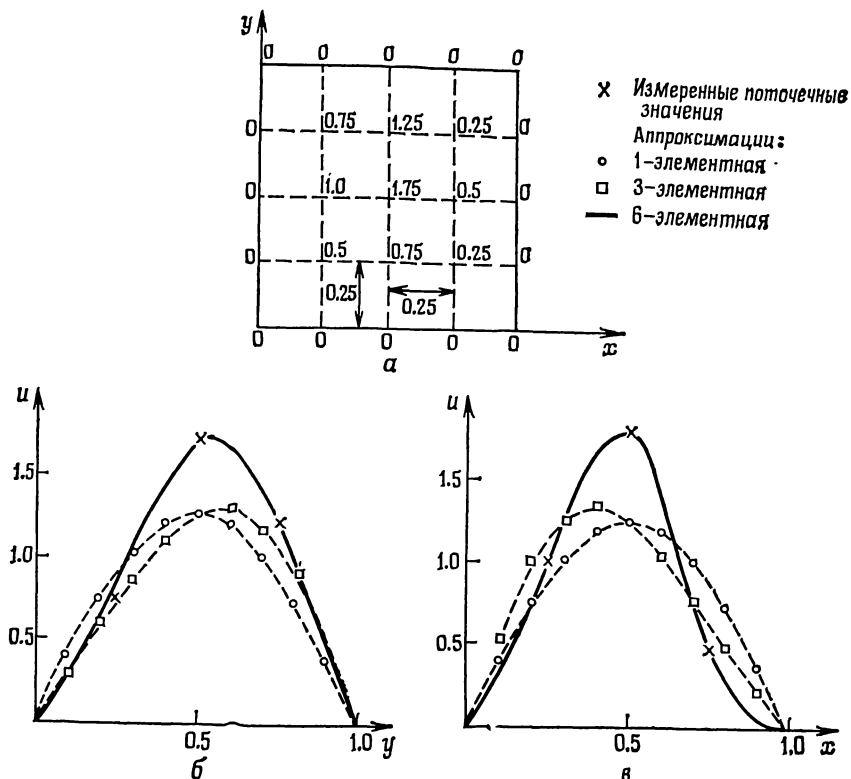 y
0 0 0 0 0
0 0.75 1.25 0.25 0
0 1.0 1.75 0.5 0
0 0.5 0.75 0.25 0
0.25
0.25
0 0 0 0 0
x
а
× Измеренные поточечные
значения
Аппроксимации:
1-элементная
3-элементная
6-элементная
u
1.5
1.0
0.5
0.5
1.0
y
б
u
1.5
1.0
0.5
0.5
1.0
x
в